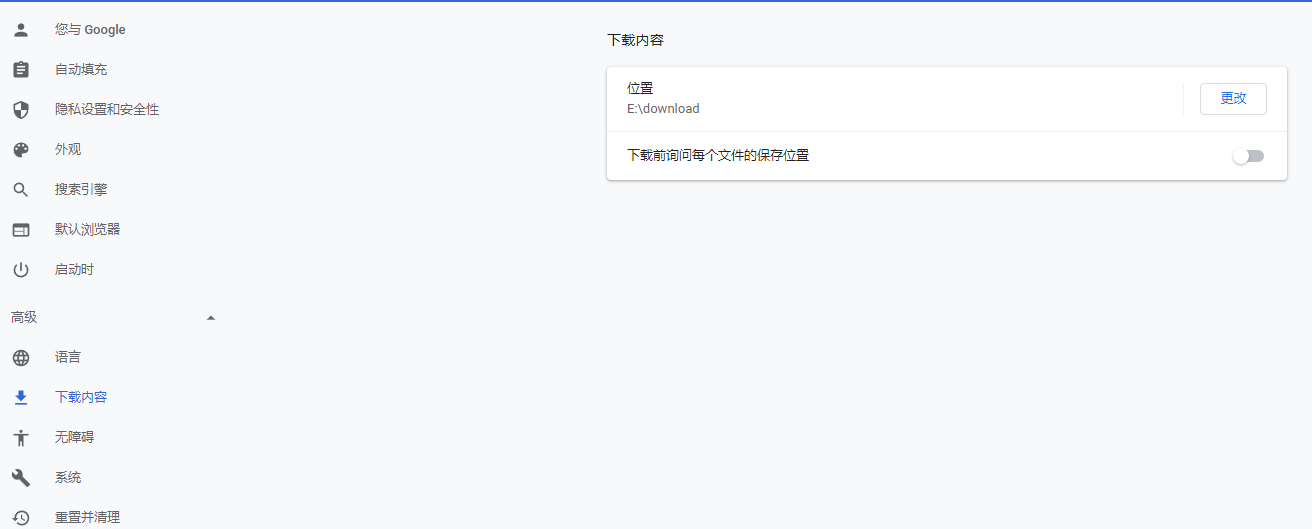 您与 Google
自动填充
隐私设置和安全性
外观
搜索引擎
默认浏览器
启动时
高级
语言
下载内容
无障碍
系统
重置并清理
下载内容
位置
E:\download
更改
下载前询问每个文件的保存位置